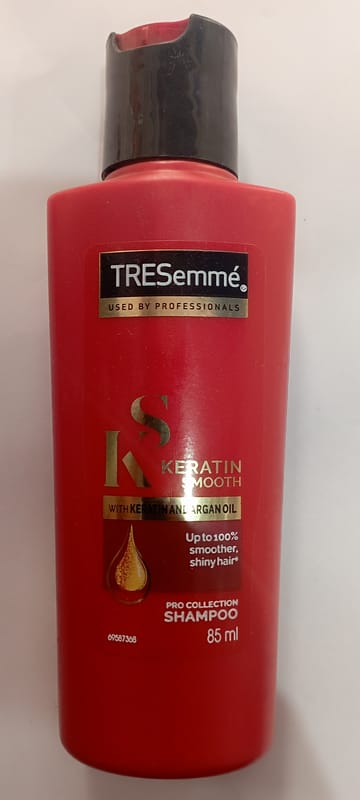 TRESemmé®
USED BY PROFESSIONALS
KS
KERATIN
SMOOTH
WITH KERATIN AND ARGAN OIL
Up to 100%
smoother,
shiny hair*
PRO COLLECTION
SHAMPOO
69587368
85 ml